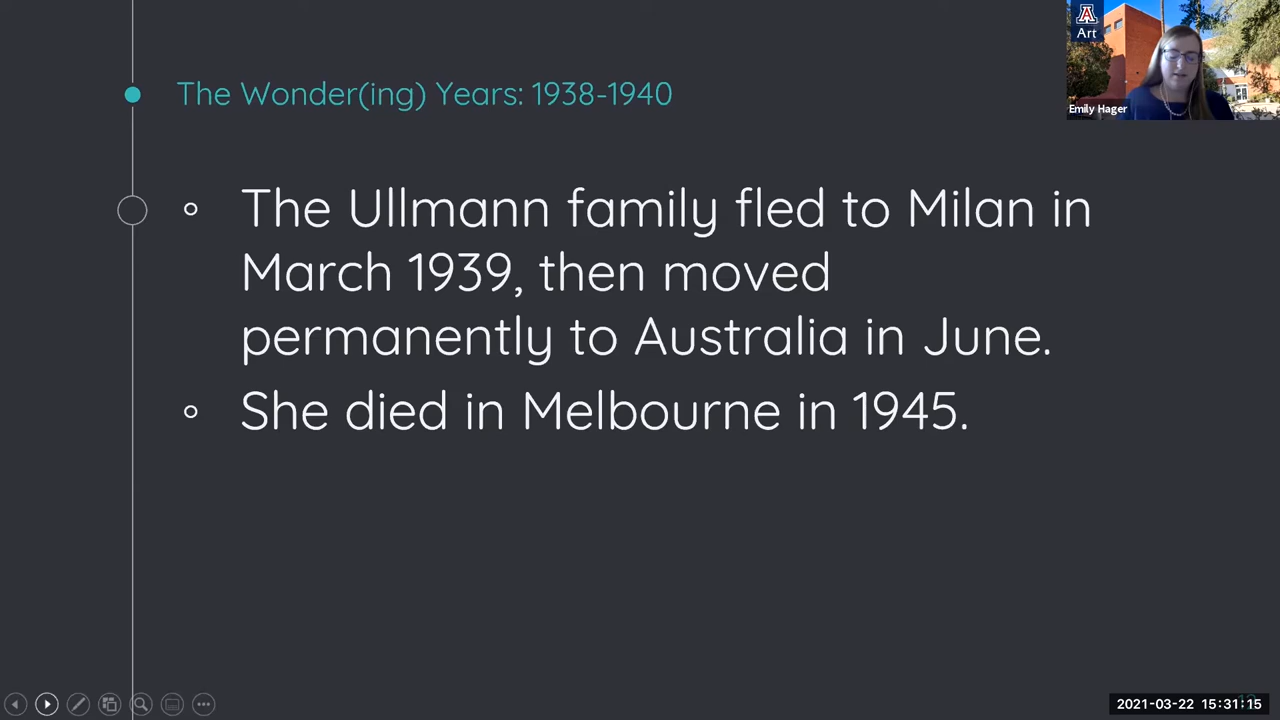 The Wonder(ing) Years: 1938-1940
A
Art
Emily Hager
The Ullmann family fled to Milan in
March 1939, then moved
permanently to Australia in June.
She died in Melbourne in 1945.
2021-03-22 15:31:15